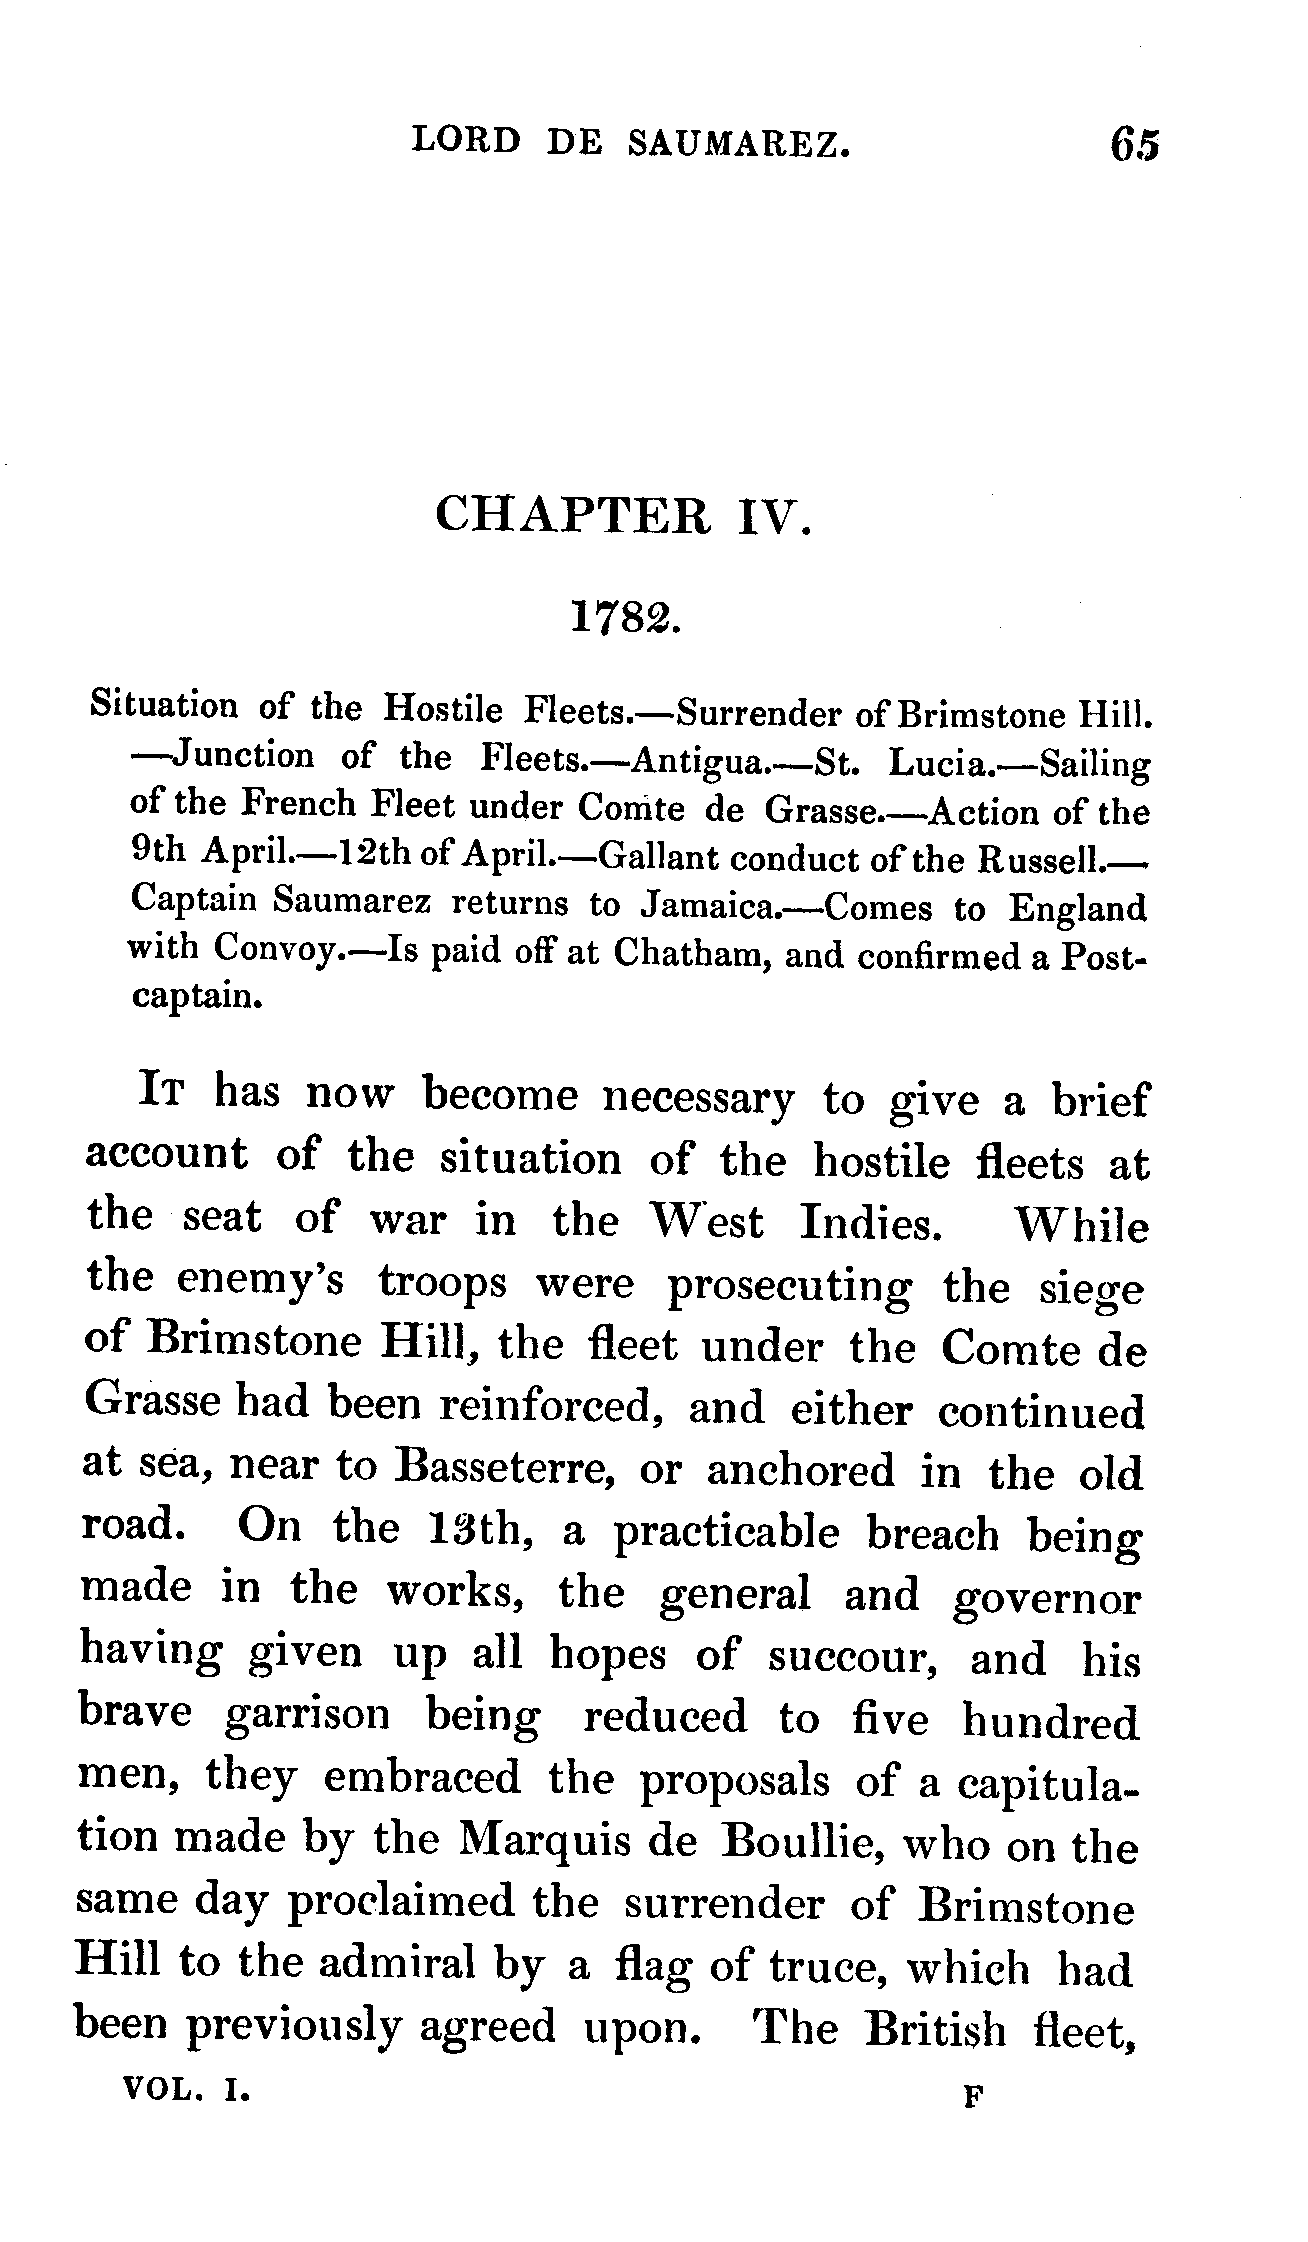 LORD DE SAUMAREZ. 65
CHAPTER IV.
1782.
Situation of the Hostile Fleets.—Surrender of Brimstone Hill.
—Junction of the Fleets.—Antigua.—St. Lucia.—Sailing
of the French Fleet under Comte de Grasse.—Action of the
9th April.—12th of April.—Gallant conduct of the Russell.—
Captain Saumarez returns to Jamaica.—Comes to England
with Convoy.—Is paid off at Chatham, and confirmed a Post-
captain.
IT has now become necessary to give a brief
account of the situation of the hostile fleets at
the seat of war in the West Indies. While
the enemy's troops were prosecuting the siege
of Brimstone Hill, the fleet under the Comte de
Grasse had been reinforced, and either continued
at sea, near to Basseterre, or anchored in the old
road. On the 13th, a practicable breach being
made in the works, the general and governor
having given up all hopes of succour, and his
brave garrison being reduced to five hundred
men, they embraced the proposals of a capitula-
tion made by the Marquis de Boullie, who on the
same day proclaimed the surrender of Brimstone
Hill to the admiral by a flag of truce, which had
been previously agreed upon. The British fleet,
VOL. I. F